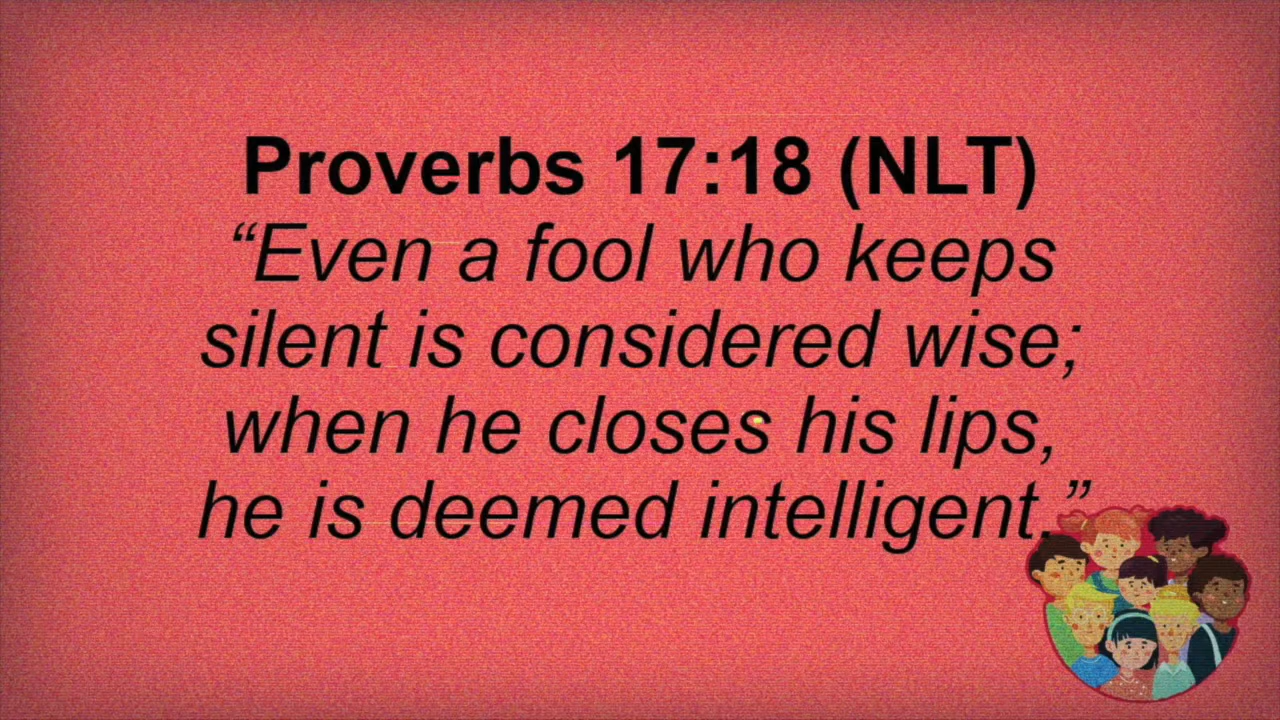 Proverbs 17:18 (NLT)
“Even a fool who keeps
silent is considered wise;
when he closes his lips,
he is deemed intelligent.”